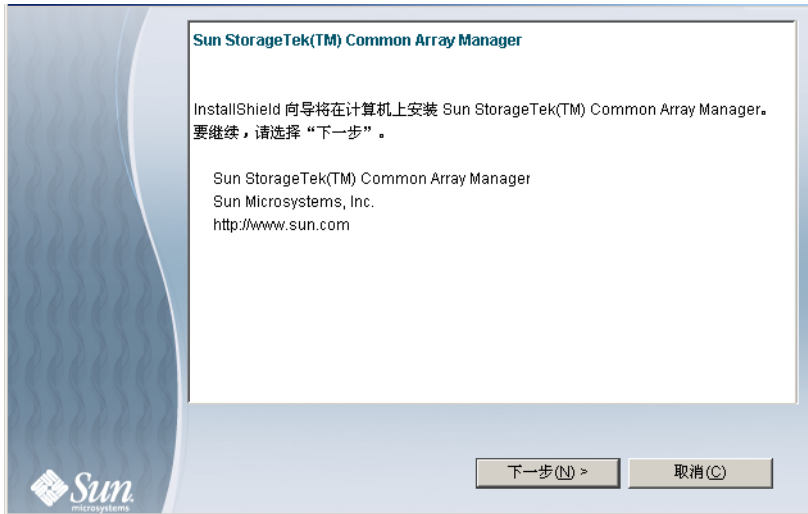 Sun StorageTek(TM) Common Array Manager
InstallShield 向导将在计算机上安装 Sun StorageTek(TM) Common Array Manager。
要继续，请选择“下一步”。
Sun StorageTek(TM) Common Array Manager
Sun Microsystems, Inc.
http://www.sun.com
下一步(N) >
取消(C)
Sun.
microsystems